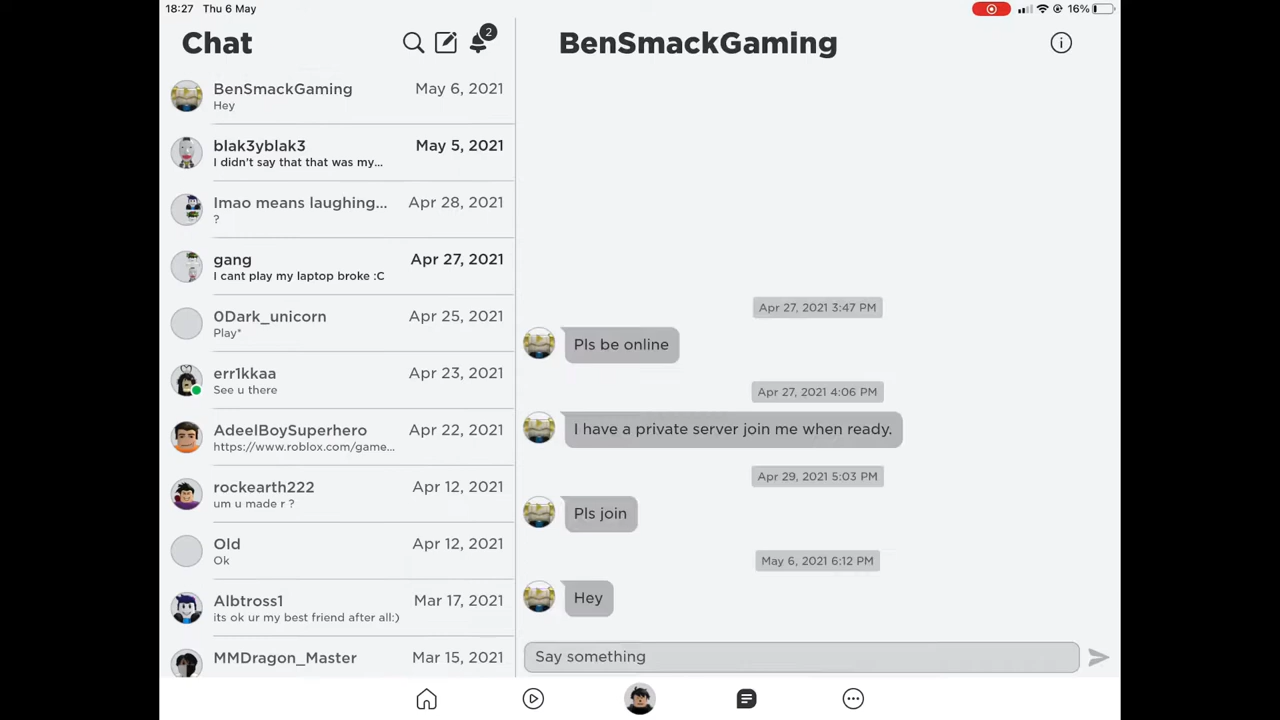 18:27 Thu 6 May
16%
Chat
2
BenSmackGaming May 6, 2021
Hey
blak3yblak3 May 5, 2021
I didn't say that that was my...
lmao means laughing... Apr 28, 2021
?
gang Apr 27, 2021
I cant play my laptop broke :C
0Dark_unicorn Apr 25, 2021
Play*
err1kkaa Apr 23, 2021
See u there
AdeelBoySuperhero Apr 22, 2021
https://www.roblox.com/game...
rockearth222 Apr 12, 2021
um u made r ?
Old Apr 12, 2021
Ok
Albtross1 Mar 17, 2021
its ok ur my best friend after all:)
MMDragon_Master Mar 15, 2021
BenSmackGaming
Apr 27, 2021 3:47 PM
Pls be online
Apr 27, 2021 4:06 PM
I have a private server join me when ready.
Apr 29, 2021 5:03 PM
Pls join
May 6, 2021 6:12 PM
Hey
Say something